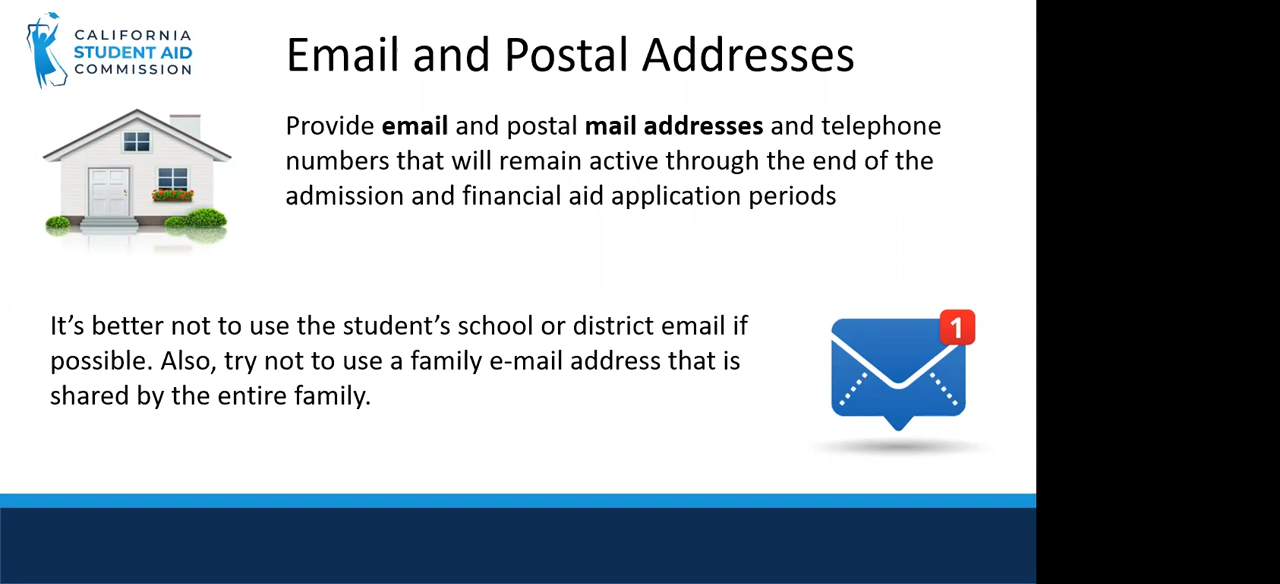 CALIFORNIA
STUDENT AID
COMMISSION
Email and Postal Addresses
Provide email and postal mail addresses and telephone
numbers that will remain active through the end of the
admission and financial aid application periods
It’s better not to use the student’s school or district email if
possible. Also, try not to use a family e-mail address that is
shared by the entire family.
1